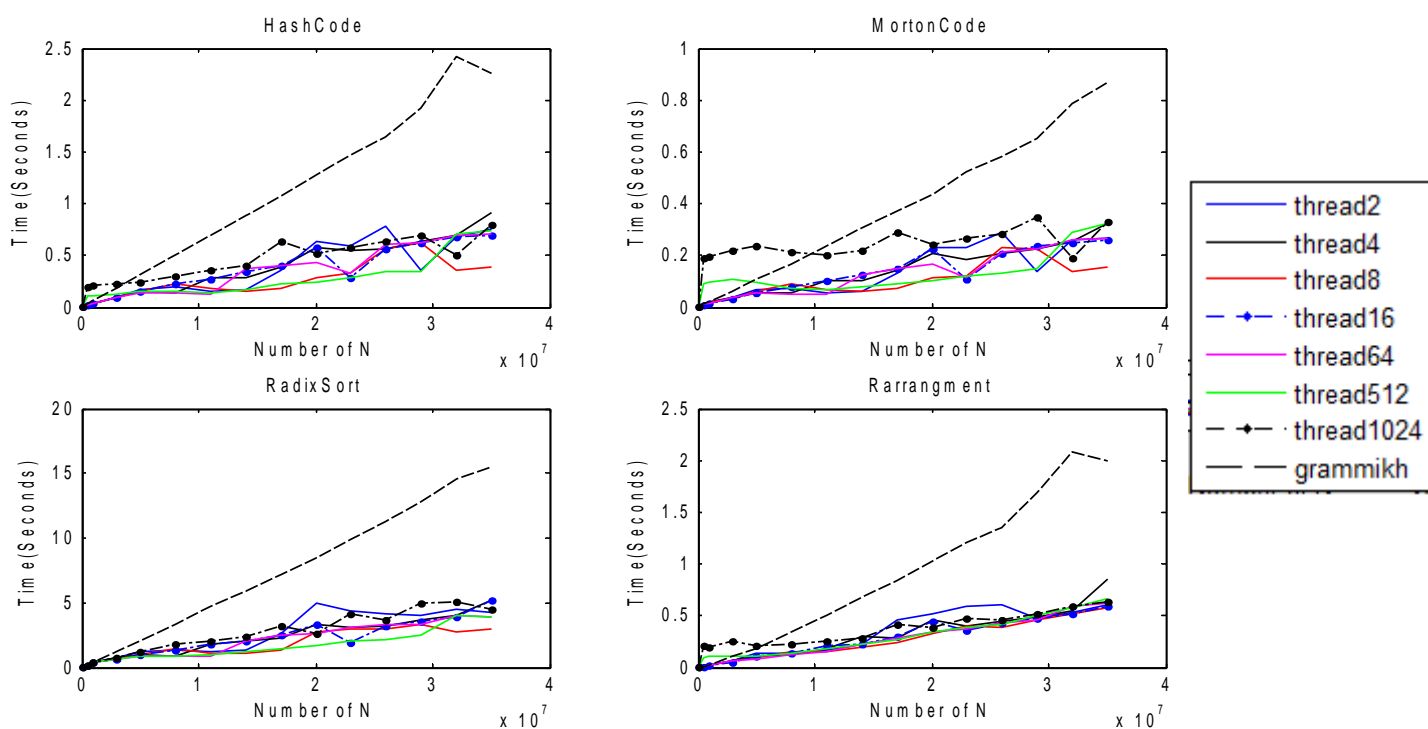 HashCode
2.5
2
1.5
1
0.5
0
0 1 2 3 4
x 10^7
Time(Seconds)
Number of N
MortonCode
1
0.8
0.6
0.4
0.2
0
0 1 2 3 4
x 10^7
Time(Seconds)
Number of N
RadixSort
20
15
10
5
0
0 1 2 3 4
x 10^7
Time(Seconds)
Number of N
Rarrangment
2.5
2
1.5
1
0.5
0
0 1 2 3 4
x 10^7
Time(Seconds)
Number of N
thread2
thread4
thread8
thread16
thread64
thread512
thread1024
grammikh